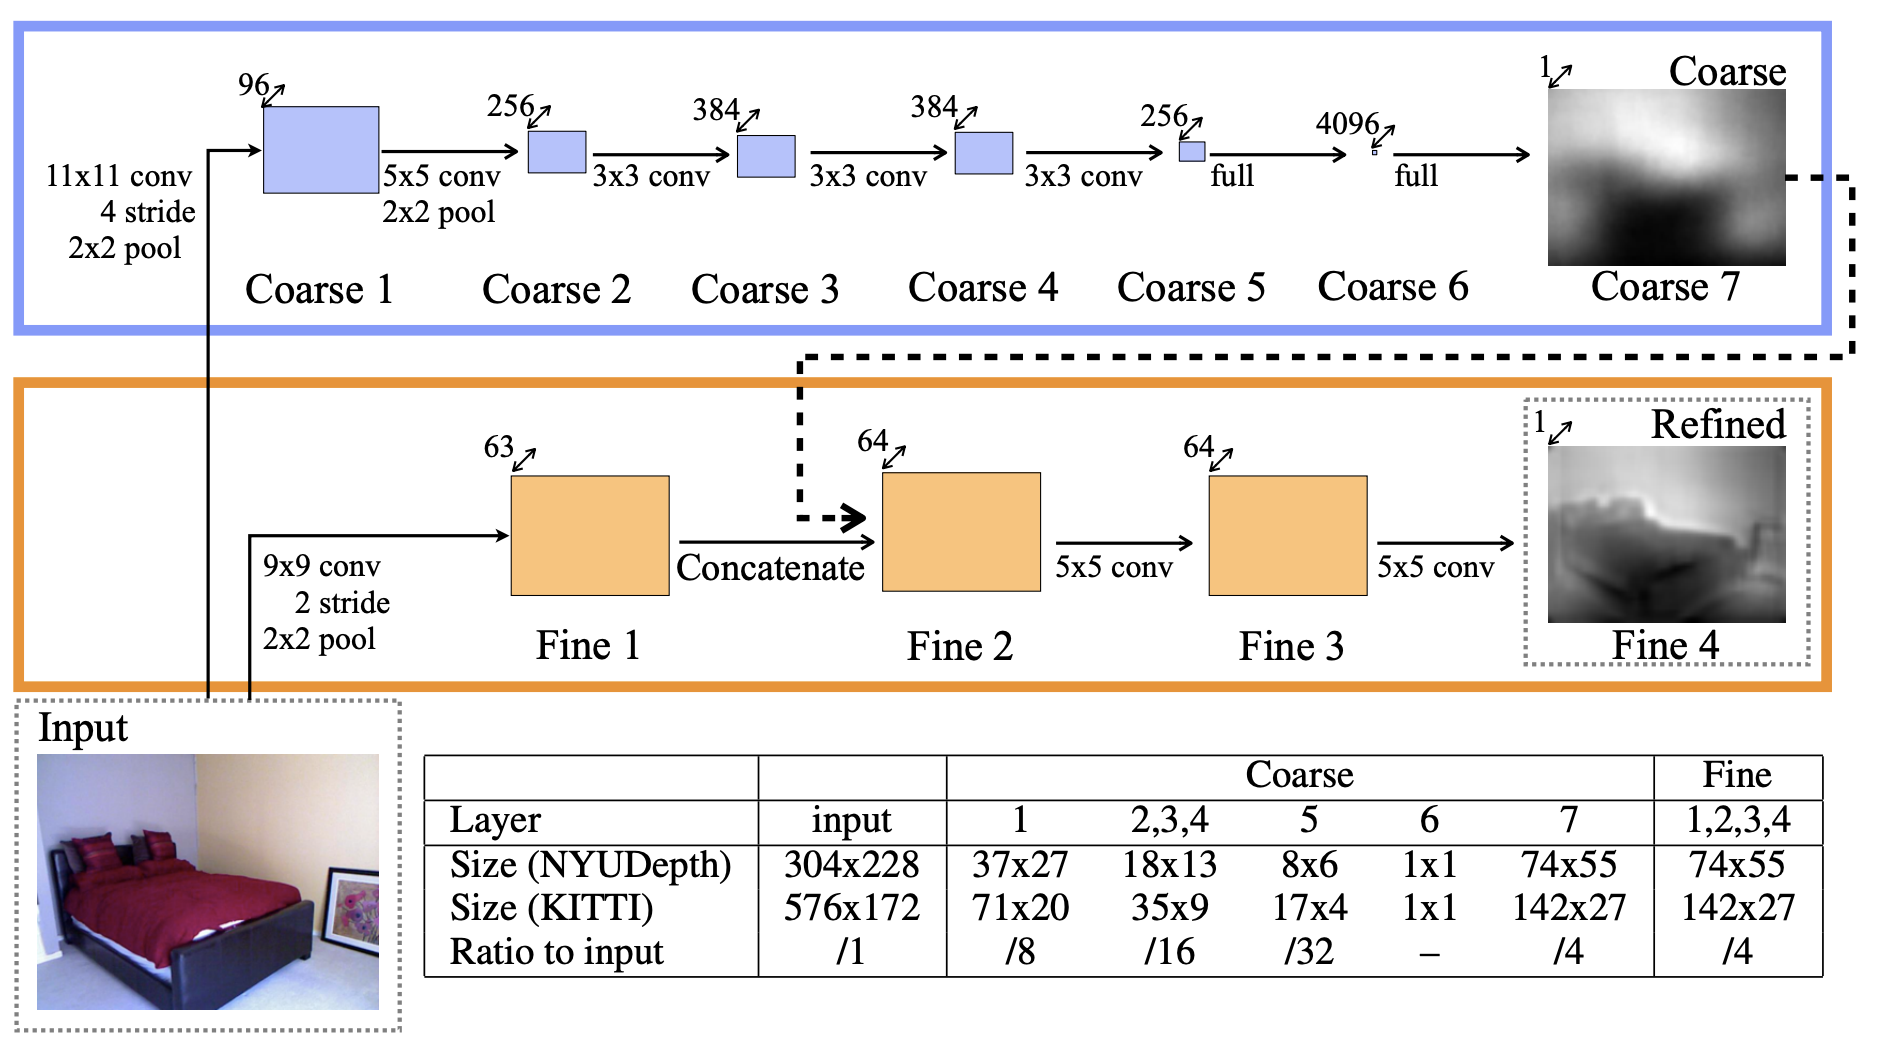 96
256
384
384
256
4096
1
Coarse
11x11 conv
4 stride
2x2 pool
5x5 conv
2x2 pool
3x3 conv
3x3 conv
3x3 conv
full
full
Coarse 1
Coarse 2
Coarse 3
Coarse 4
Coarse 5
Coarse 6
Coarse 7
63
64
64
1
Refined
9x9 conv
2 stride
2x2 pool
Concatenate
5x5 conv
5x5 conv
Fine 1
Fine 2
Fine 3
Fine 4
Input
Coarse Fine
Layer input 1 2,3,4 5 6 7 1,2,3,4
Size (NYUDepth) 304x228 37x27 18x13 8x6 1x1 74x55 74x55
Size (KITTI) 576x172 71x20 35x9 17x4 1x1 142x27 142x27
Ratio to input /1 /8 /16 /32 – /4 /4